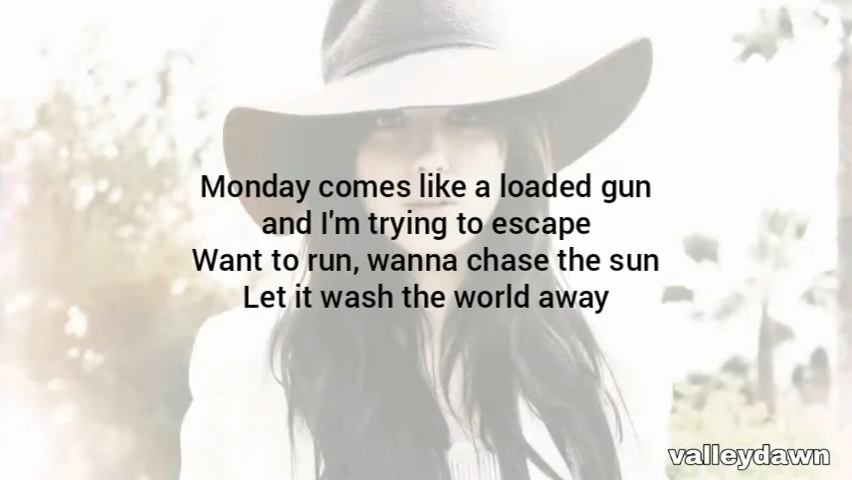 Monday comes like a loaded gun
and I'm trying to escape
Want to run, wanna chase the sun
Let it wash the world away
valleydawn